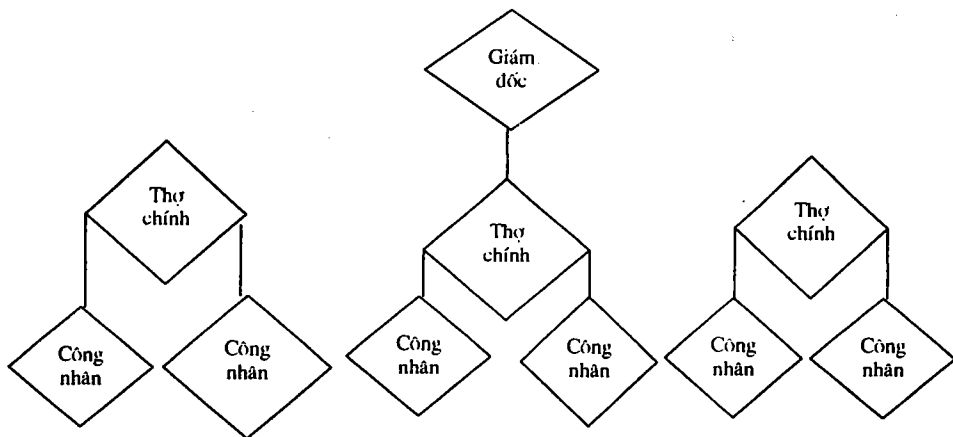 Giám
đốc
Thợ
chính
Thợ
chính
Thợ
chính
Công
nhân
Công
nhân
Công
nhân
Công
nhân
Công
nhân
Công
nhân